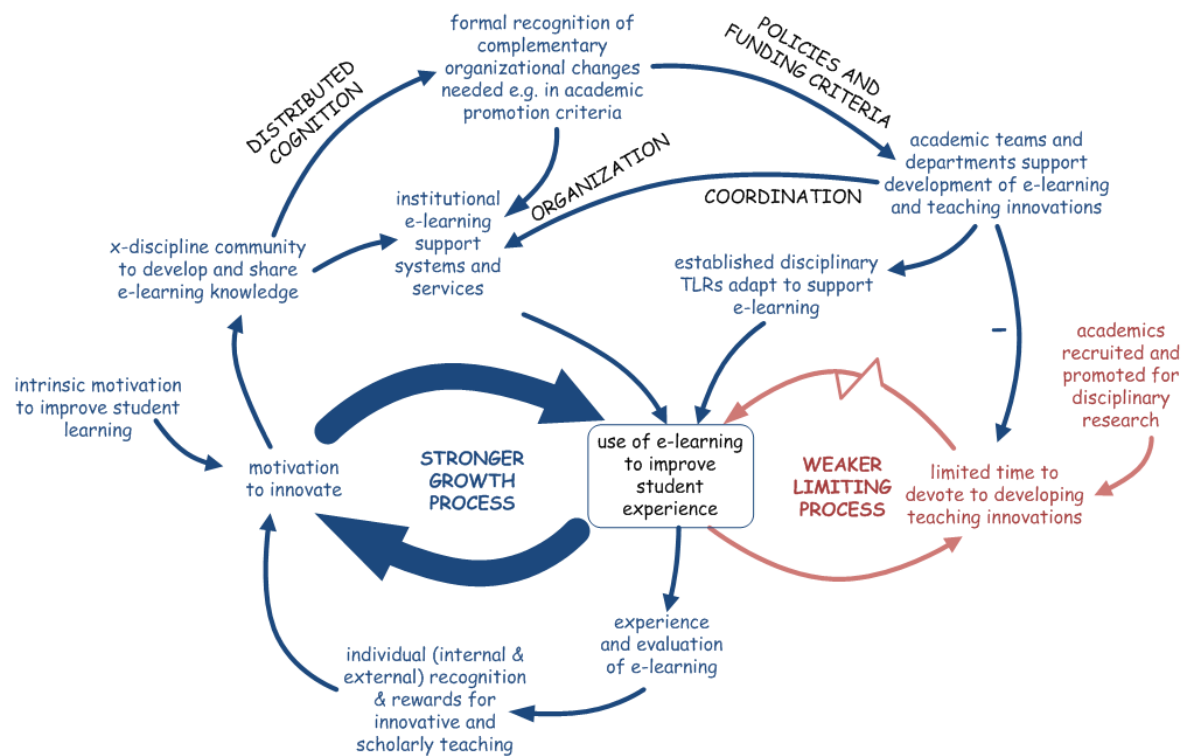 formal recognition of
complementary
organizational changes
needed e.g. in academic
promotion criteria
POLICIES AND
FUNDING CRITERIA
DISTRIBUTED
COGNITION
academic teams and
departments support
development of e-learning
and teaching innovations
ORGANIZATION
COORDINATION
institutional
e-learning
support
systems and
services
x-discipline community
to develop and share
e-learning knowledge
established disciplinary
TLRs adapt to support
e-learning
–
academics
recruited and
promoted for
disciplinary
research
intrinsic motivation
to improve student
learning
motivation
to innovate
STRONGER
GROWTH
PROCESS
use of e-learning
to improve
student
experience
WEAKER
LIMITING
PROCESS
limited time to
devote to developing
teaching innovations
experience
and evaluation
of e-learning
individual (internal &
external) recognition
& rewards for
innovative and
scholarly teaching